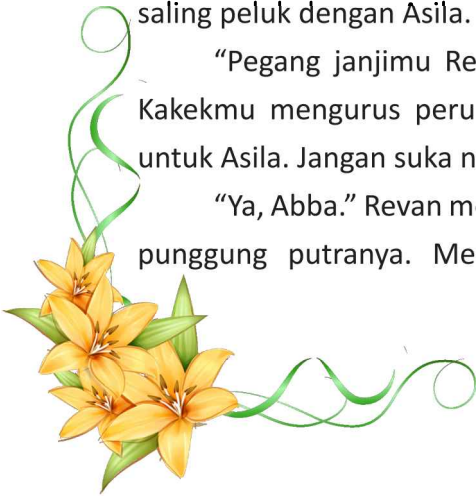 saling peluk dengan Asila.
“Pegang janjimu
Kakekmu mengurus
untuk Asila. Jangan suka
“Ya, Abba.” Revan
punggung putranya.